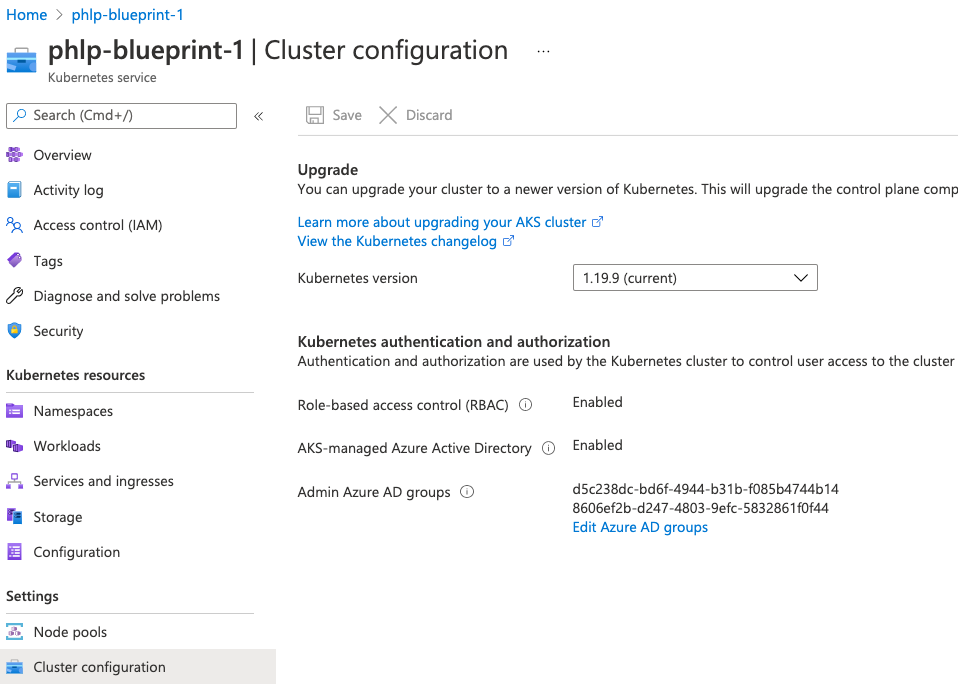 Home > phlp-blueprint-1
phlp-blueprint-1 | Cluster configuration ...
Kubernetes service
Search (Cmd+/) «
Overview
Activity log
Access control (IAM)
Tags
Diagnose and solve problems
Security
Kubernetes resources
Namespaces
Workloads
Services and ingresses
Storage
Configuration
Settings
Node pools
Cluster configuration
Save Discard
Upgrade
You can upgrade your cluster to a newer version of Kubernetes. This will upgrade the control plane comp
Learn more about upgrading your AKS cluster
View the Kubernetes changelog
Kubernetes version 1.19.9 (current)
Kubernetes authentication and authorization
Authentication and authorization are used by the Kubernetes cluster to control user access to the cluster
Role-based access control (RBAC) Enabled
AKS-managed Azure Active Directory Enabled
Admin Azure AD groups d5c238dc-bd6f-4944-b31b-f085b4744b14
8606ef2b-d247-4803-9efc-5832861f0f44
Edit Azure AD groups